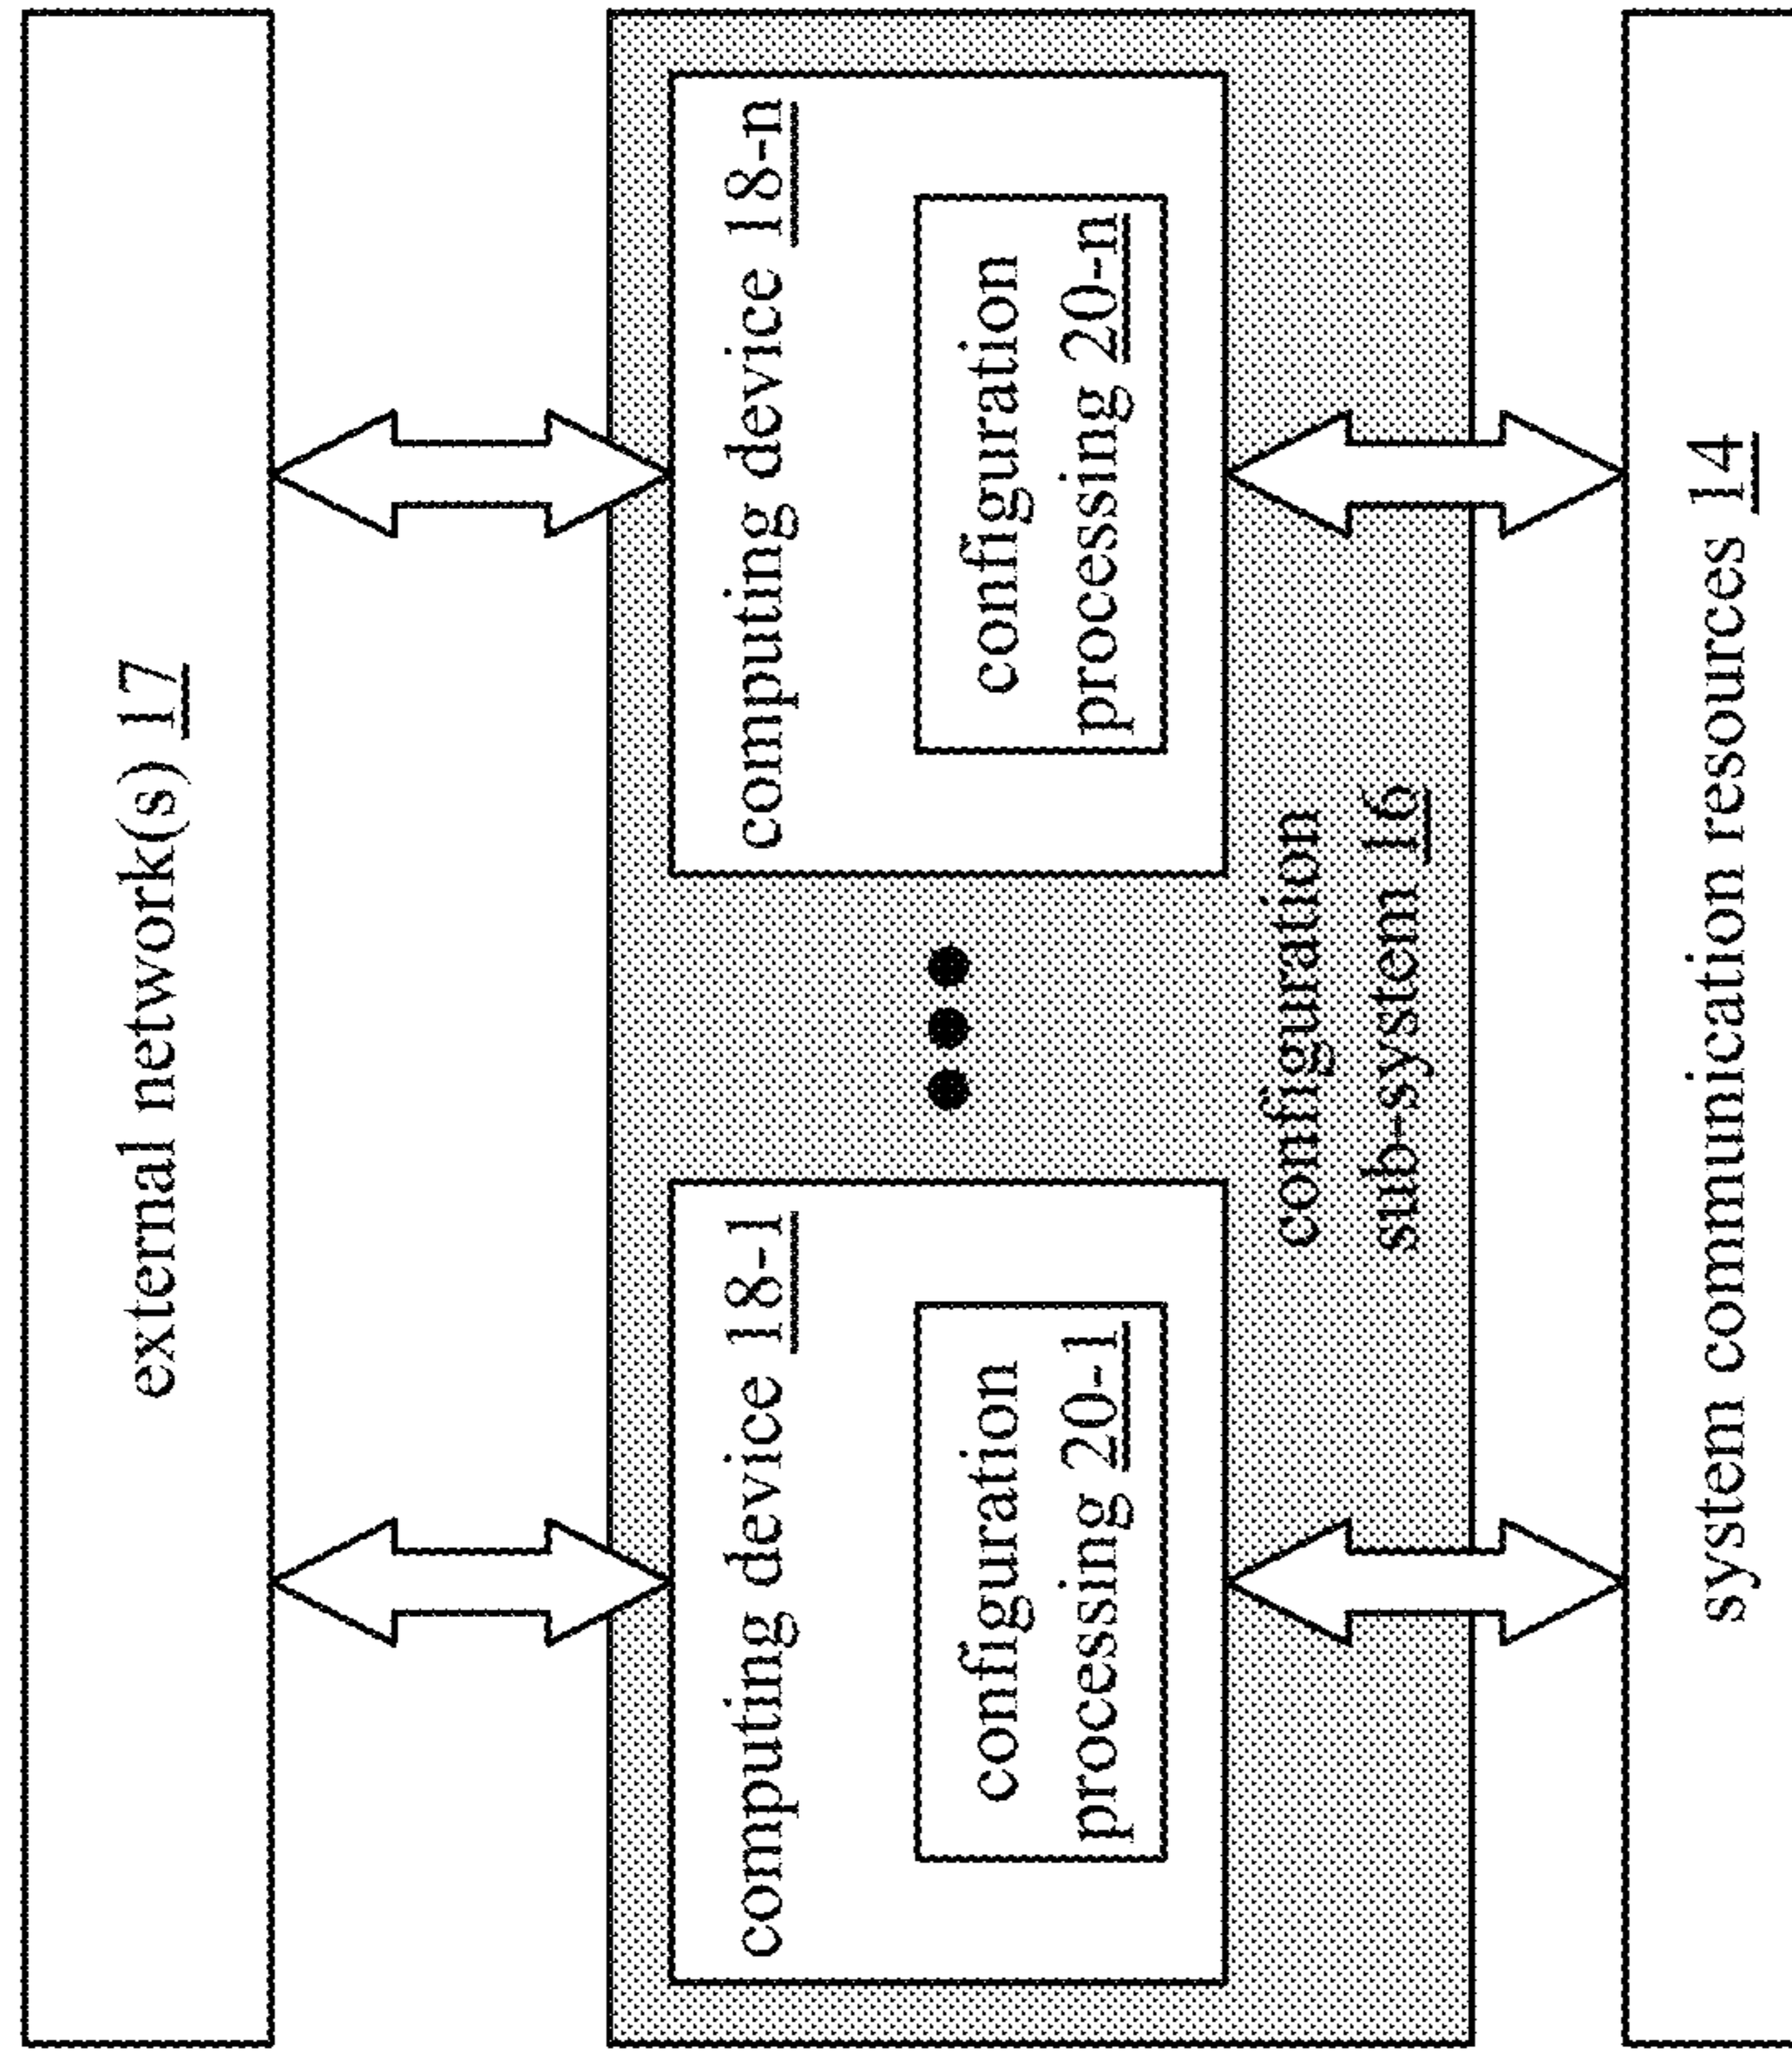 external network(s) 17
computing device 18-1
configuration
processing 20-1
computing device 18-n
configuration
processing 20-n
configuration
sub-system 16
system communication resources 14